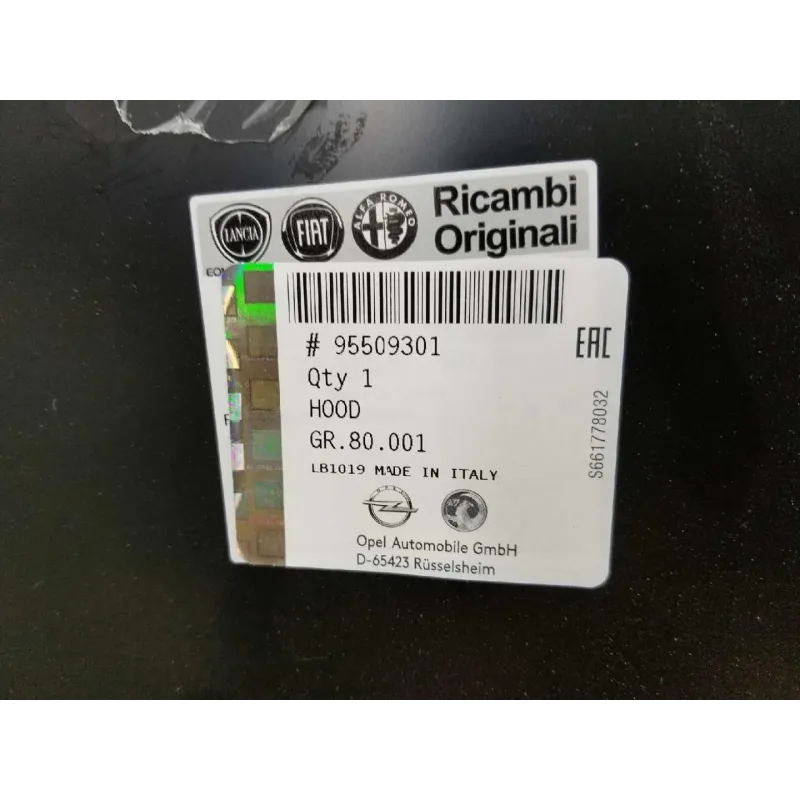 LANCIA
FIAT
ALFA ROMEO
Ricambi
Originali
# 95509301
EAC
Qty 1
HOOD
GR.80.001
LB1019 MADE IN ITALY
S661778032
Opel Automobile GmbH
D-65423 Rüsselsheim